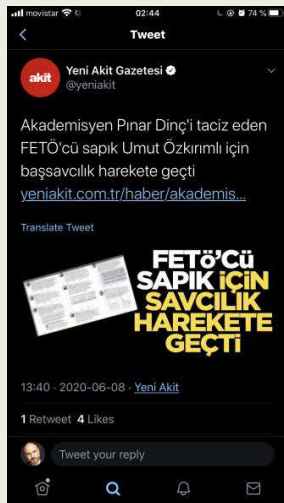 movistar
02:44
74 %
Tweet
akit
Yeni Akit Gazetesi
@yeniakit
Akademisyen Pınar Dinç'i taciz eden
FETÖ'cü sapık Umut Özkırımlı için
başsavcılık harekete geçti
yeniakit.com.tr/haber/akademis...
Translate Tweet
FETö'Cü
SAPIK iÇiN
SAVCILIK
HAREKETE
GEÇTi
13:40 · 2020-06-08 · Yeni Akit
1 Retweet 4 Likes
Tweet your reply